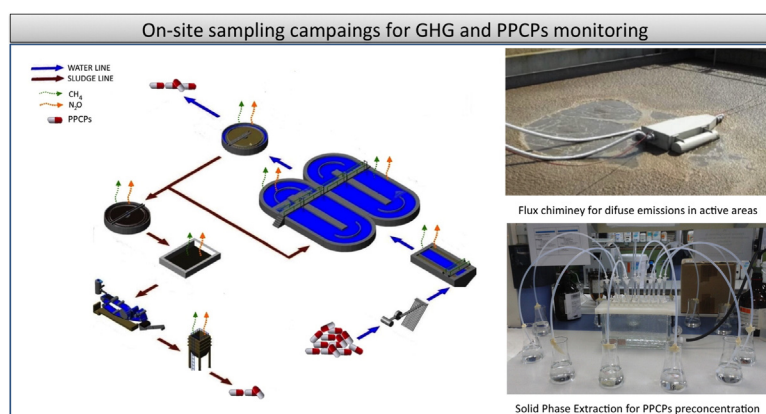 On-site sampling campaings for GHG and PPCPs monitoring
WATER LINE
SLUDGE LINE
CH₄
N₂O
PPCPs
Flux chiminey for difuse emissions in active areas
Solid Phase Extraction for PPCPs preconcentration